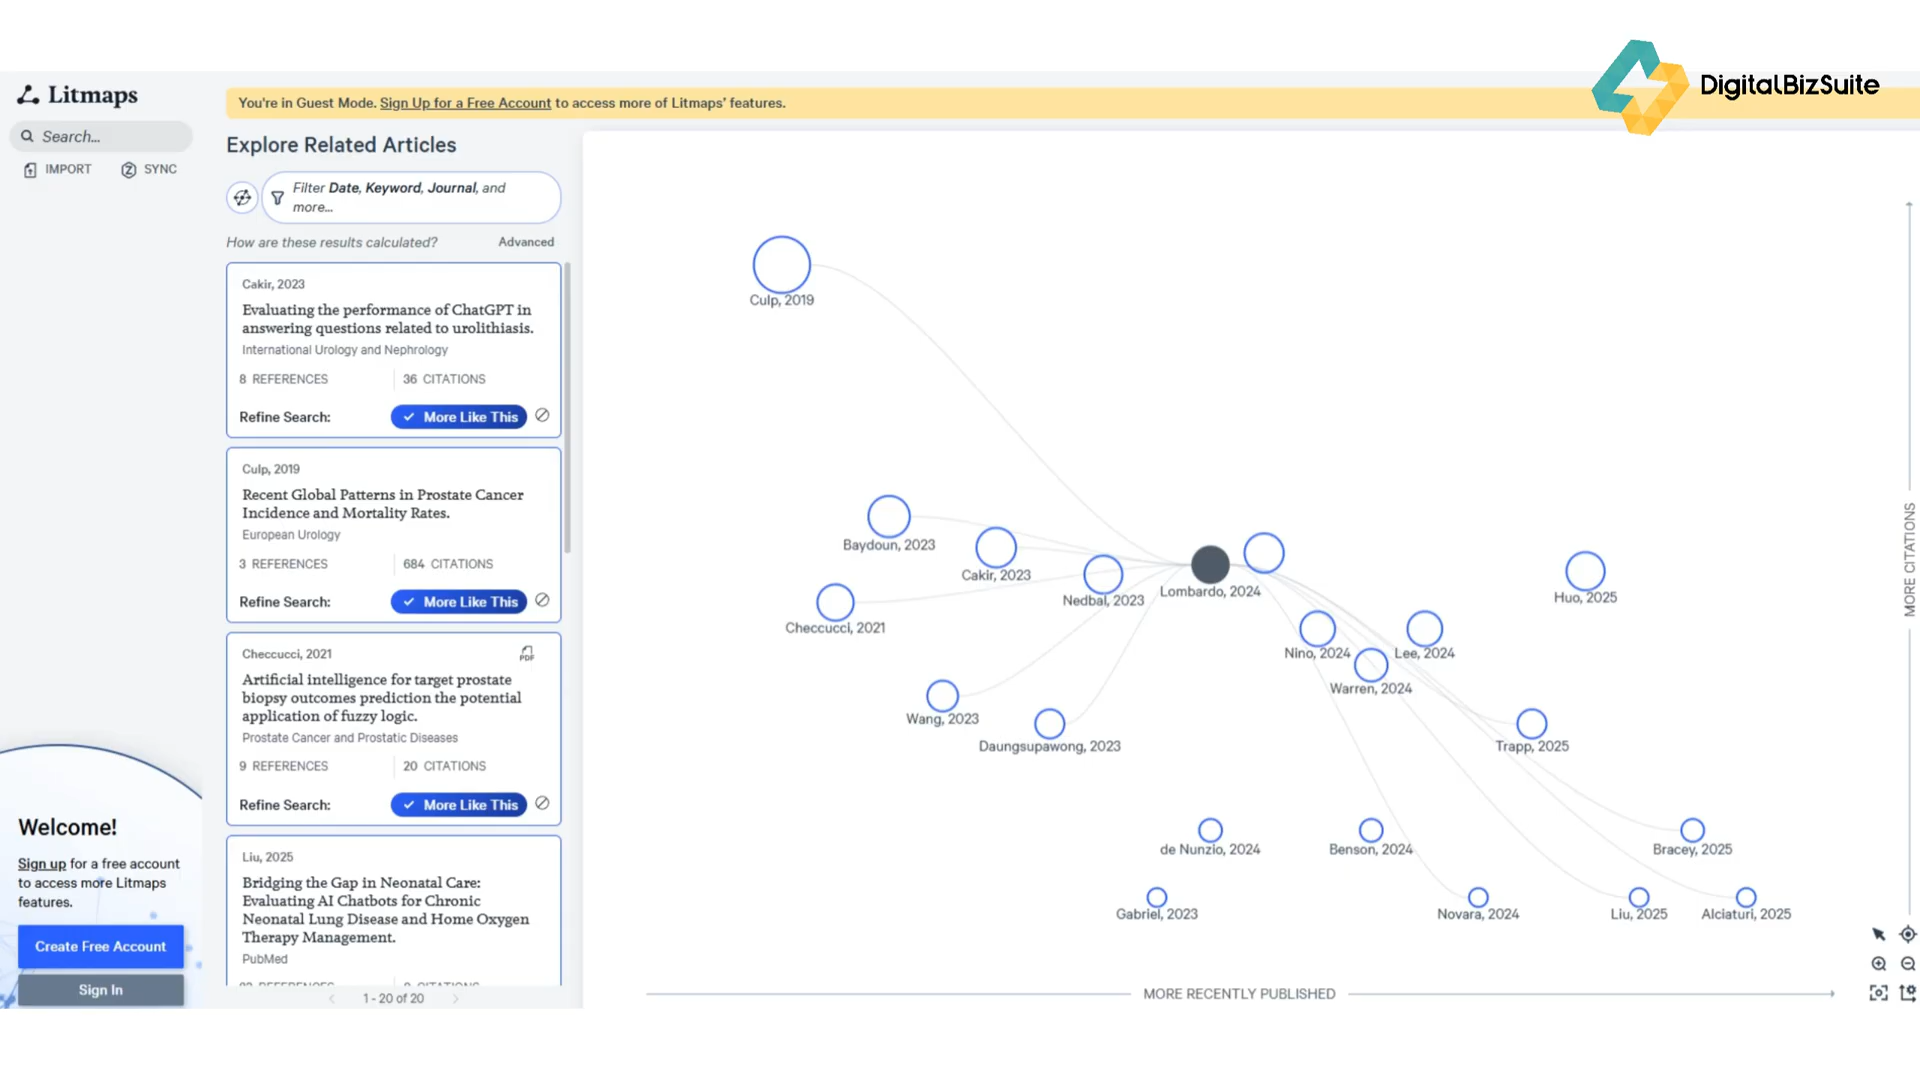 DigitalBizSuite
Litmaps
Search...
IMPORT
SYNC
You're in Guest Mode. Sign Up for a Free Account to access more of Litmaps' features.
Explore Related Articles
Filter Date, Keyword, Journal, and
more...
How are these results calculated?
Advanced
Cakir, 2023
Evaluating the performance of ChatGPT in
answering questions related to urolithiasis.
International Urology and Nephrology
8 REFERENCES
36 CITATIONS
Refine Search:
More Like This
Culp, 2019
Recent Global Patterns in Prostate Cancer
Incidence and Mortality Rates.
European Urology
3 REFERENCES
684 CITATIONS
Refine Search:
More Like This
Checcucci, 2021
PDF
Artificial intelligence for target prostate
biopsy outcomes prediction the potential
application of fuzzy logic.
Prostate Cancer and Prostatic Diseases
9 REFERENCES
20 CITATIONS
Refine Search:
More Like This
Liu, 2025
Bridging the Gap in Neonatal Care:
Evaluating AI Chatbots for Chronic
Neonatal Lung Disease and Home Oxygen
Therapy Management.
PubMed
1 - 20 of 20
Welcome!
Sign up for a free account
to access more Litmaps
features.
Create Free Account
Sign In
Culp, 2019
Baydoun, 2023
Cakir, 2023
Nedbal, 2023
Lombardo, 2024
Huo, 2025
Checcucci, 2021
Nino, 2024
Lee, 2024
Warren, 2024
Wang, 2023
Daungsupawong, 2023
Trapp, 2025
de Nunzio, 2024
Benson, 2024
Bracey, 2025
Gabriel, 2023
Novara, 2024
Liu, 2025
Alciaturi, 2025
MORE RECENTLY PUBLISHED
MORE CITATIONS